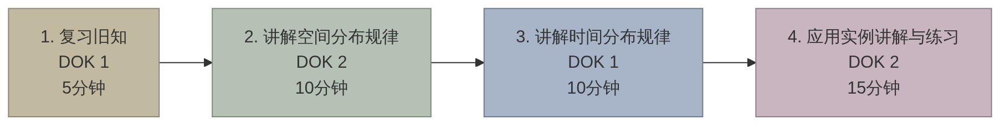 1. 复习旧知
DOK 1
5分钟
2. 讲解空间分布规律
DOK 2
10分钟
3. 讲解时间分布规律
DOK 1
10分钟
4. 应用实例讲解与练习
DOK 2
15分钟